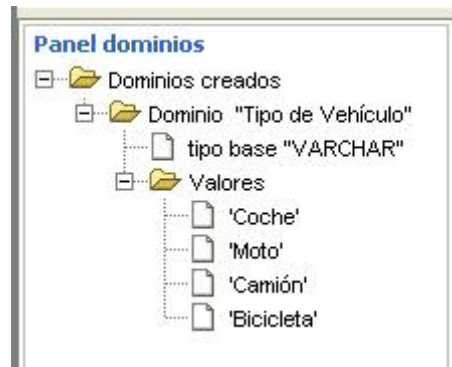 Panel dominios
Dominios creados
Dominio "Tipo de Vehículo"
tipo base "VARCHAR"
Valores
'Coche'
'Moto'
'Camión'
'Bicicleta'